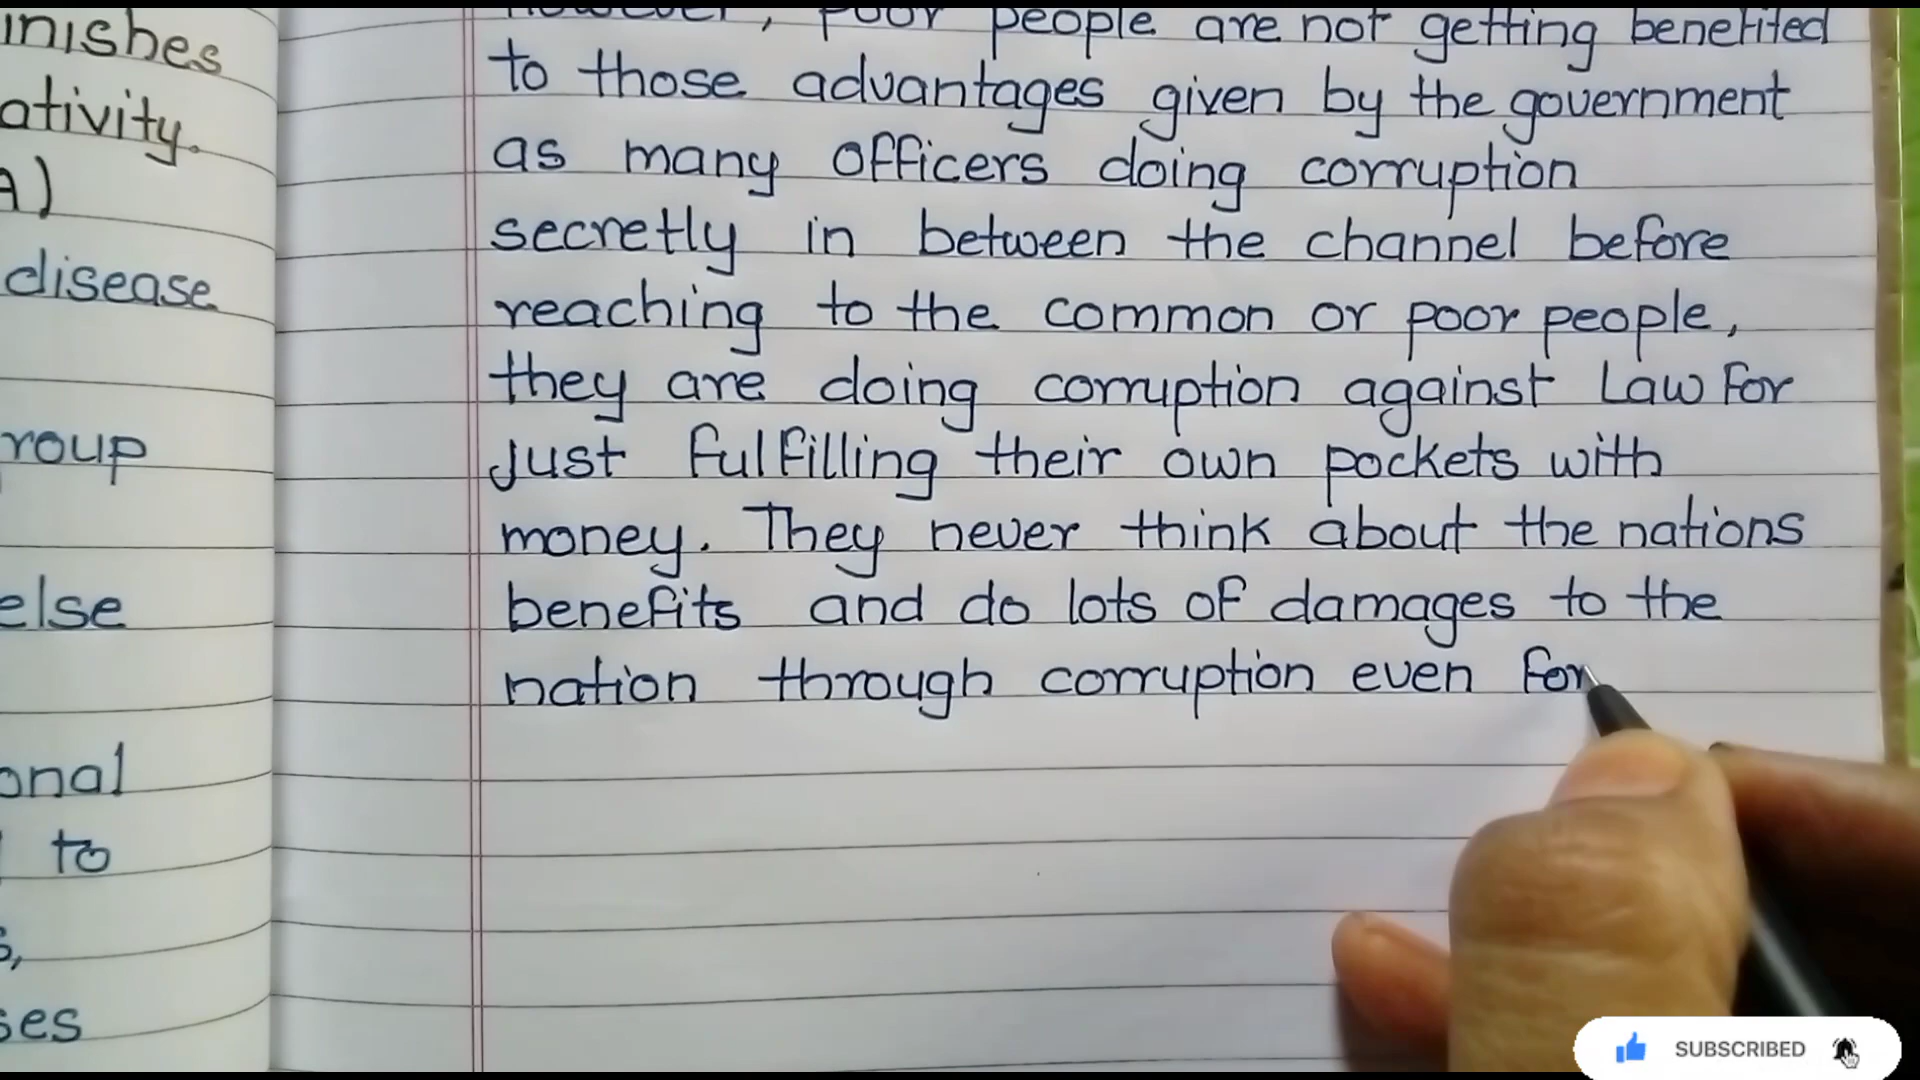 inishes
ativity.
A)
disease
roup
else
onal
to
s,
ses
However, poor people are not getting benefited
to those advantages given by the government
as many officers doing corruption
secretly in between the channel before
reaching to the common or poor people,
they are doing corruption against Law for
just fulfilling their own pockets with
money. They never think about the nations
benefits and do lots of damages to the
nation through corruption even for
SUBSCRIBED